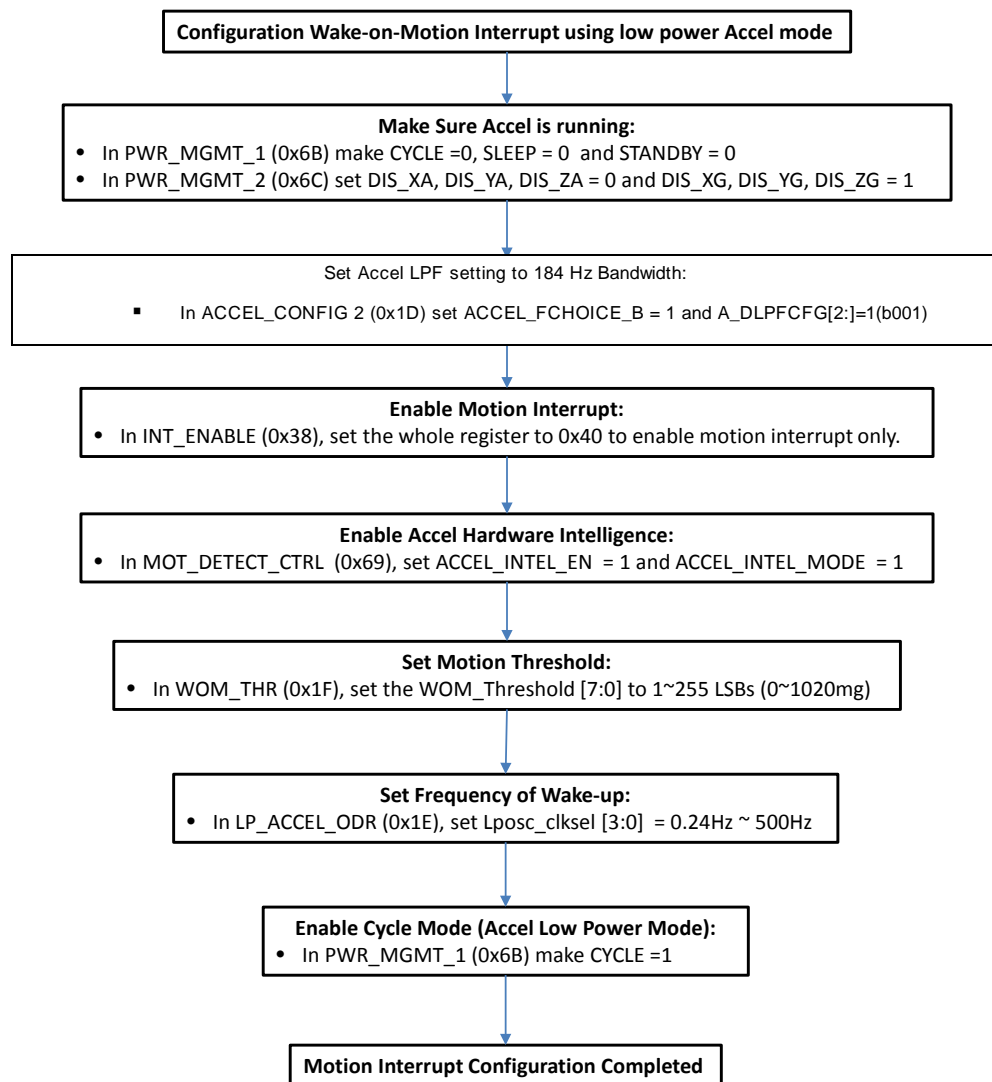 Configuration Wake-on-Motion Interrupt using low power Accel mode
Make Sure Accel is running:
• In PWR_MGMT_1 (0x6B) make CYCLE =0, SLEEP = 0 and STANDBY = 0
• In PWR_MGMT_2 (0x6C) set DIS_XA, DIS_YA, DIS_ZA = 0 and DIS_XG, DIS_YG, DIS_ZG = 1
Set Accel LPF setting to 184 Hz Bandwidth:
▪ In ACCEL_CONFIG 2 (0x1D) set ACCEL_FCHOICE_B = 1 and A_DLPFCFG[2:]=1(b001)
Enable Motion Interrupt:
• In INT_ENABLE (0x38), set the whole register to 0x40 to enable motion interrupt only.
Enable Accel Hardware Intelligence:
• In MOT_DETECT_CTRL (0x69), set ACCEL_INTEL_EN = 1 and ACCEL_INTEL_MODE = 1
Set Motion Threshold:
• In WOM_THR (0x1F), set the WOM_Threshold [7:0] to 1~255 LSBs (0~1020mg)
Set Frequency of Wake-up:
• In LP_ACCEL_ODR (0x1E), set Lposc_clksel [3:0] = 0.24Hz ~ 500Hz
Enable Cycle Mode (Accel Low Power Mode):
• In PWR_MGMT_1 (0x6B) make CYCLE =1
Motion Interrupt Configuration Completed